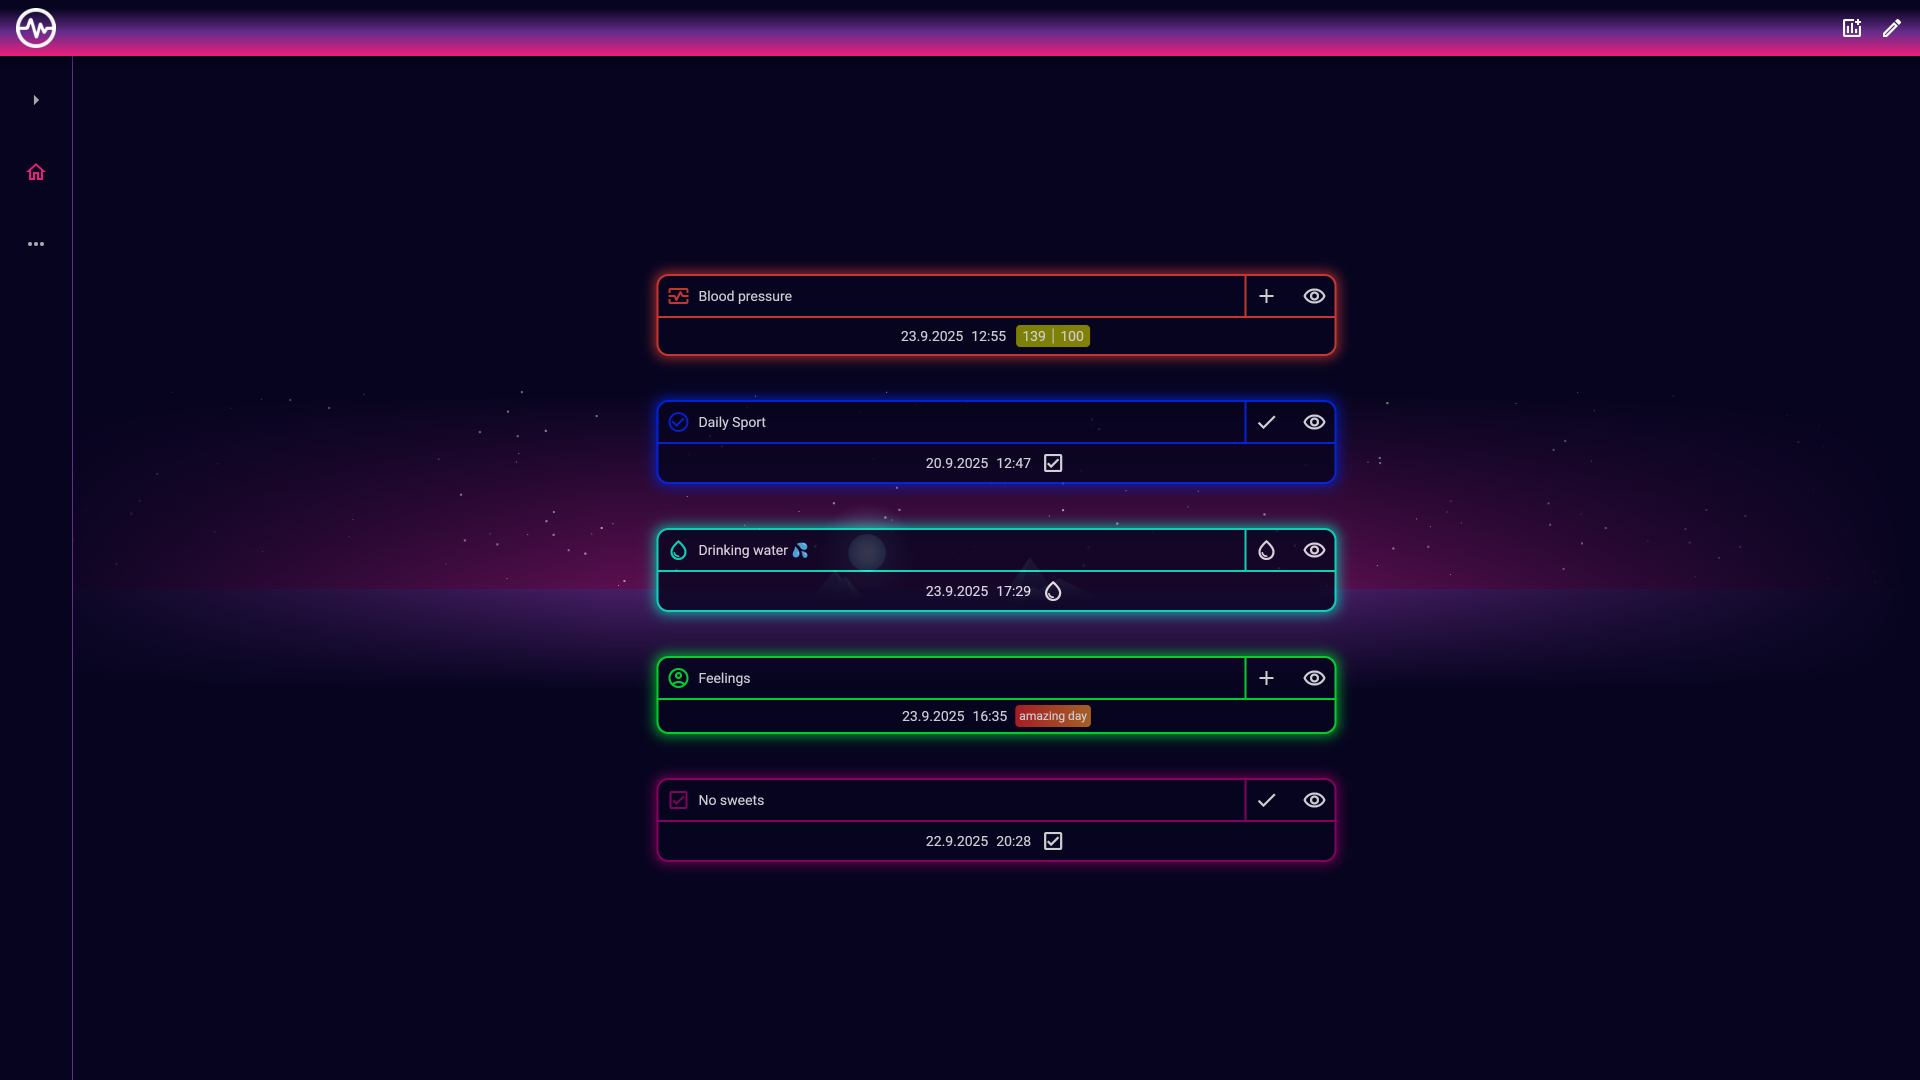 Blood pressure
23.9.2025 12:55 139 | 100
Daily Sport
20.9.2025 12:47
Drinking water 💦
23.9.2025 17:29
Feelings
23.9.2025 16:35 amazing day
No sweets
22.9.2025 20:28